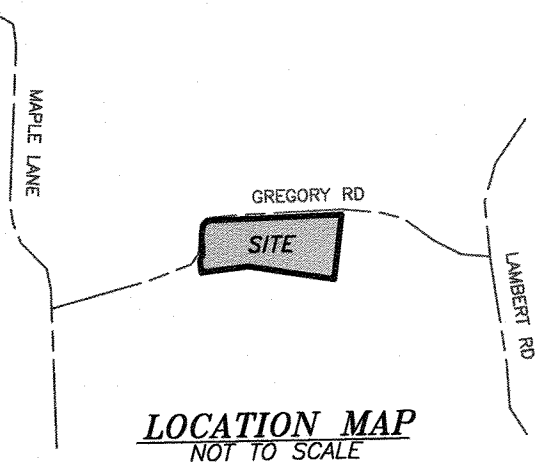 MAPLE LANE
GREGORY RD
SITE
LAMBERT RD
LOCATION MAP
NOT TO SCALE